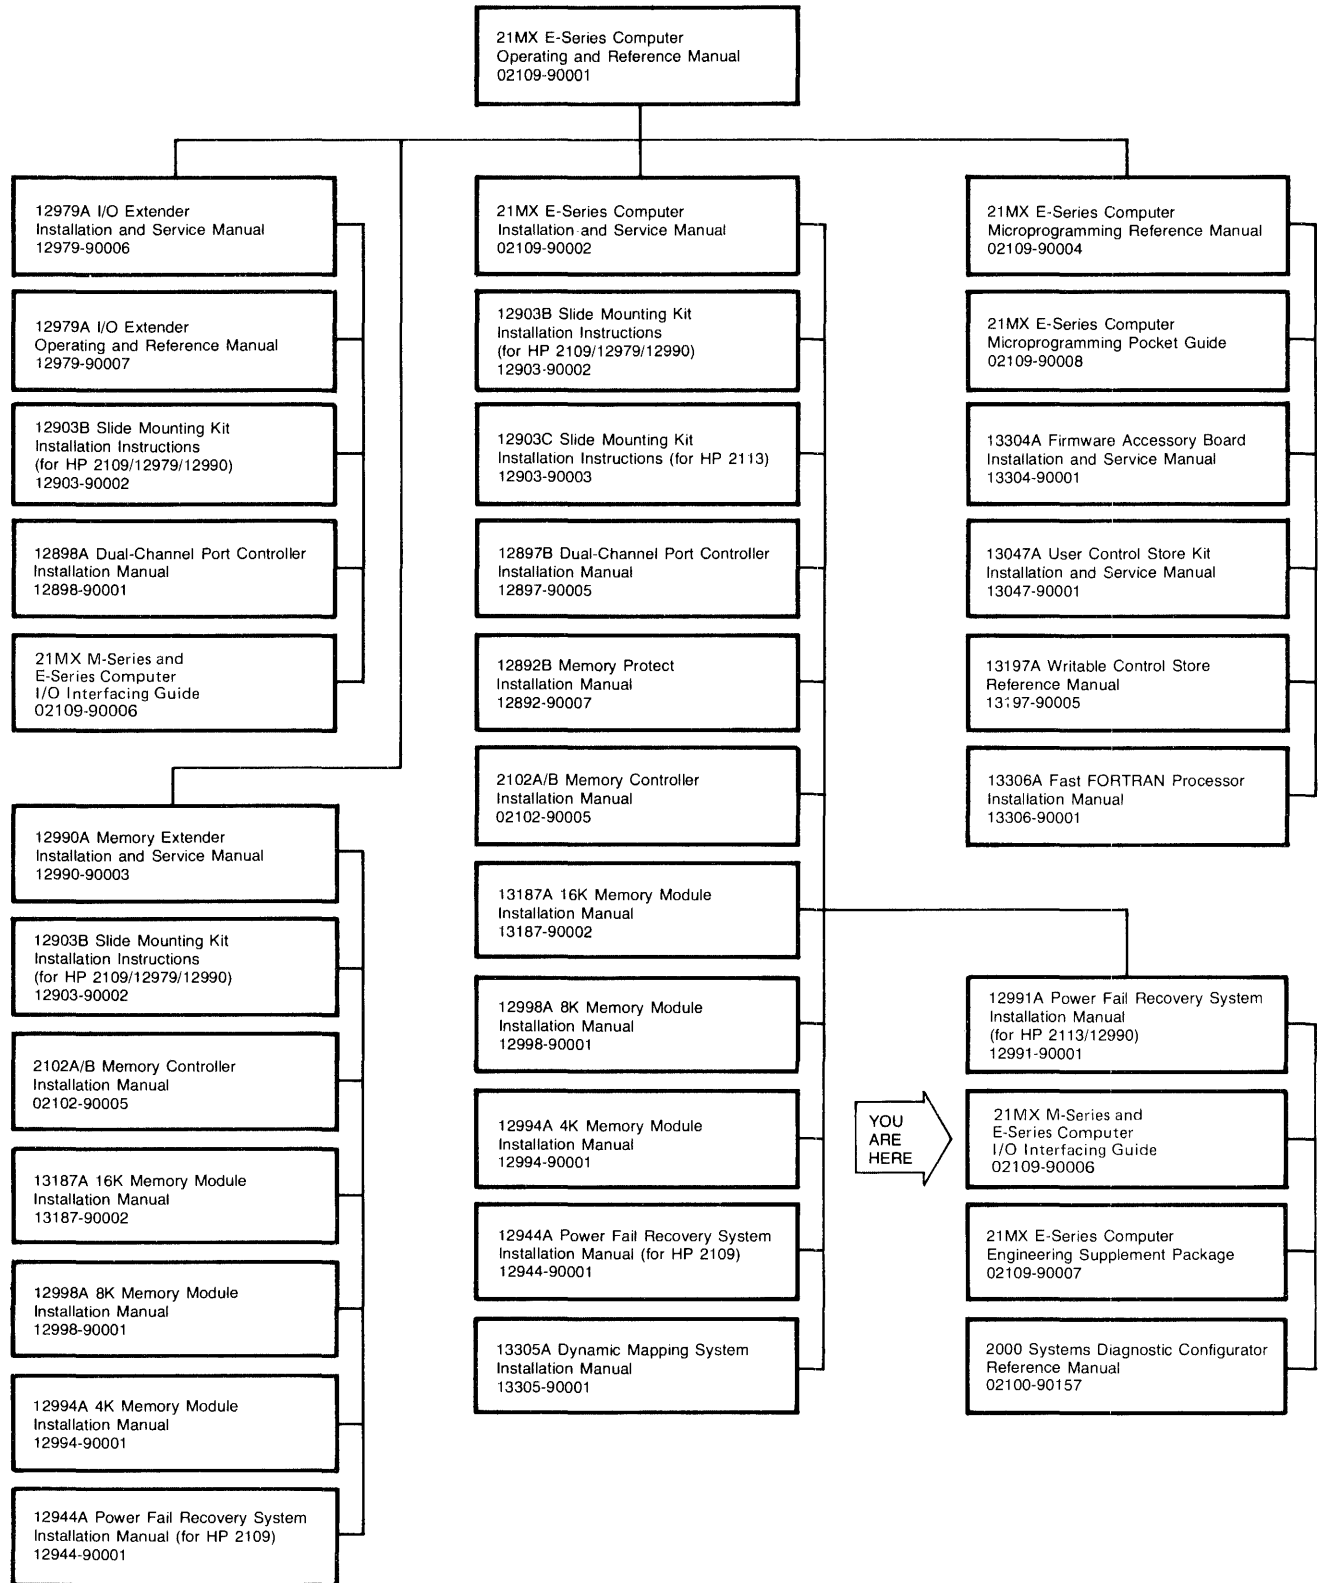 21MX E-Series Computer
Operating and Reference Manual
02109-90001
12979A I/O Extender
Installation and Service Manual
12979-90006
12979A I/O Extender
Operating and Reference Manual
12979-90007
12903B Slide Mounting Kit
Installation Instructions
(for HP 2109/12979/12990)
12903-90002
12898A Dual-Channel Port Controller
Installation Manual
12898-90001
21MX M-Series and
E-Series Computer
I/O Interfacing Guide
02109-90006
12990A Memory Extender
Installation and Service Manual
12990-90003
12903B Slide Mounting Kit
Installation Instructions
(for HP 2109/12979/12990)
12903-90002
2102A/B Memory Controller
Installation Manual
02102-90005
13187A 16K Memory Module
Installation Manual
13187-90002
12998A 8K Memory Module
Installation Manual
12998-90001
12994A 4K Memory Module
Installation Manual
12994-90001
12944A Power Fail Recovery System
Installation Manual (for HP 2109)
12944-90001
21MX E-Series Computer
Installation and Service Manual
02109-90002
12903B Slide Mounting Kit
Installation Instructions
(for HP 2109/12979/12990)
12903-90002
12903C Slide Mounting Kit
Installation Instructions (for HP 2113)
12903-90003
12897B Dual-Channel Port Controller
Installation Manual
12897-90005
12892B Memory Protect
Installation Manual
12892-90007
2102A/B Memory Controller
Installation Manual
02102-90005
13187A 16K Memory Module
Installation Manual
13187-90002
12998A 8K Memory Module
Installation Manual
12998-90001
12994A 4K Memory Module
Installation Manual
12994-90001
12944A Power Fail Recovery System
Installation Manual (for HP 2109)
12944-90001
13305A Dynamic Mapping System
Installation Manual
13305-90001
21MX E-Series Computer
Microprogramming Reference Manual
02109-90004
21MX E-Series Computer
Microprogramming Pocket Guide
02109-90008
13304A Firmware Accessory Board
Installation and Service Manual
13304-90001
13047A User Control Store Kit
Installation and Service Manual
13047-90001
13197A Writable Control Store
Reference Manual
13197-90005
13306A Fast FORTRAN Processor
Installation Manual
13306-90001
12991A Power Fail Recovery System
Installation Manual
(for HP 2113/12990)
12991-90001
YOU
ARE
HERE
21MX M-Series and
E-Series Computer
I/O Interfacing Guide
02109-90006
21MX E-Series Computer
Engineering Supplement Package
02109-90007
2000 Systems Diagnostic Configurator
Reference Manual
02100-90157